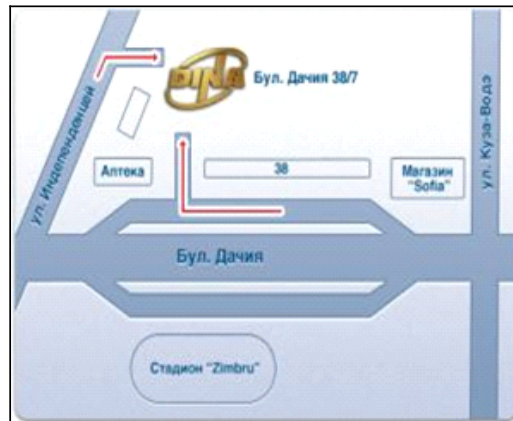 DINA
Бул. Дачия 38/7
ул. Индепенденцей
ул. Куза-Водэ
Аптека
38
Магазин
"Sofia"
Бул. Дачия
Стадион "Zimbru"